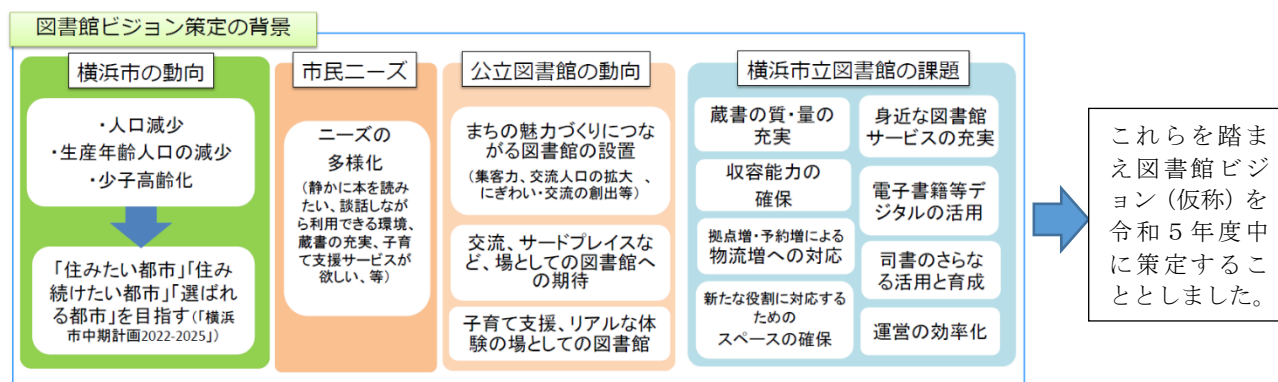 図書館ビジョン策定の背景
横浜市の動向
・人口減少
・生産年齢人口の減少
・少子高齢化
「住みたい都市」「住み
続けたい都市」「選ばれ
る都市」を目指す(「横浜
市中期計画2022-2025」)
市民ニーズ
ニーズの
多様化
(静かに本を読み
たい、談話しなが
ら利用できる環境、
蔵書の充実、子育
て支援サービスが
欲しい、等)
公立図書館の動向
まちの魅力づくりにつな
がる図書館の設置
(集客力、交流人口の拡大 、
にぎわい・交流の創出等)
交流、サードプレイスな
ど、場としての図書館へ
の期待
子育て支援、リアルな体
験の場としての図書館
横浜市立図書館の課題
蔵書の質・量の
充実
収容能力の
確保
拠点増・予約増による
物流増への対応
新たな役割に対応する
ための
スペースの確保
身近な図書館
サービスの充実
電子書籍等デ
ジタルの活用
司書のさらな
る活用と育成
運営の効率化
これらを踏ま
え図書館ビジ
ョン（仮称）を
令和５年度中
に策定するこ
ととしました。